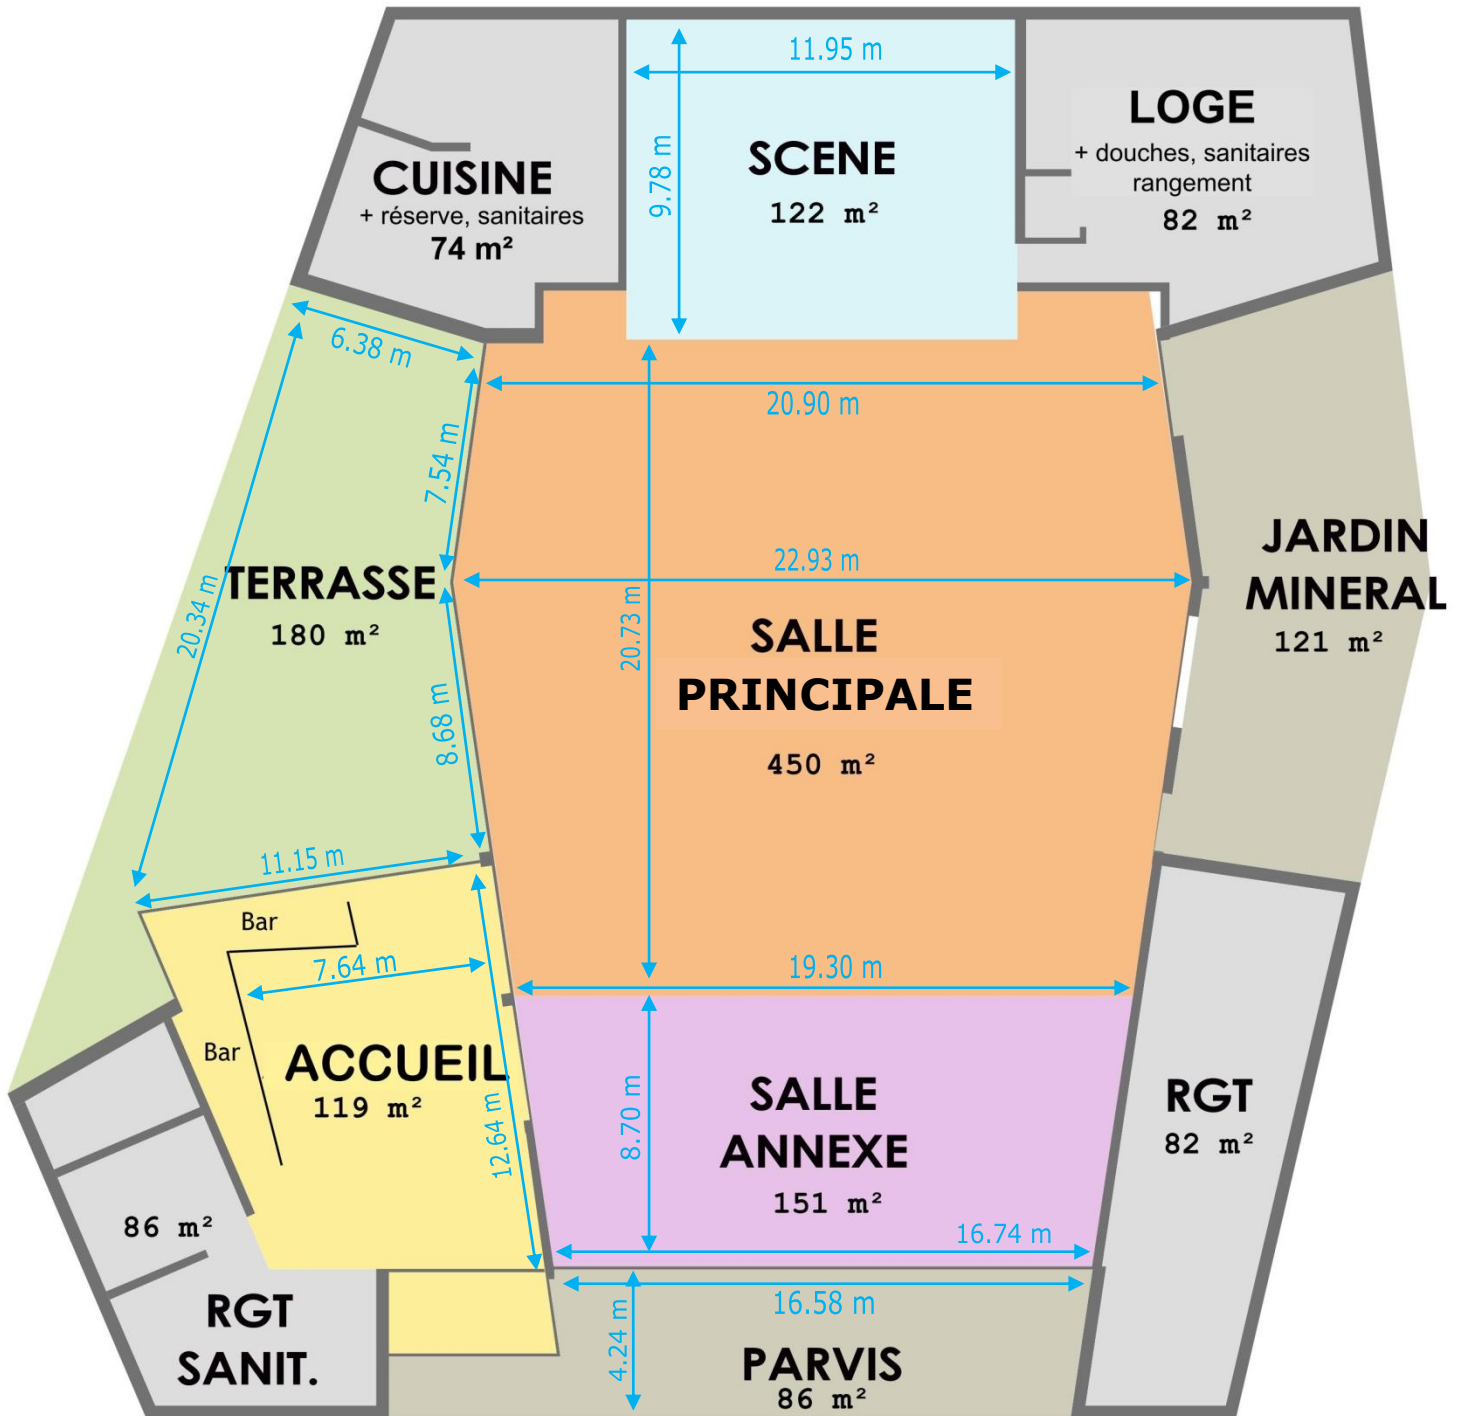 11.95 m
9.78 m
SCENE
122 m²
LOGE
+ douches, sanitaires
rangement
82 m²
CUISINE
+ réserve, sanitaires
74 m²
6.38 m
20.90 m
7.54 m
20.34 m
TERRASSE
180 m²
22.93 m
20.73 m
SALLE
PRINCIPALE
450 m²
JARDIN
MINERAL
121 m²
8.68 m
11.15 m
Bar
7.64 m
19.30 m
Bar
ACCUEIL
119 m²
12.64 m
8.70 m
SALLE
ANNEXE
151 m²
RGT
82 m²
86 m²
16.74 m
RGT
SANIT.
16.58 m
4.24 m
PARVIS
86 m²